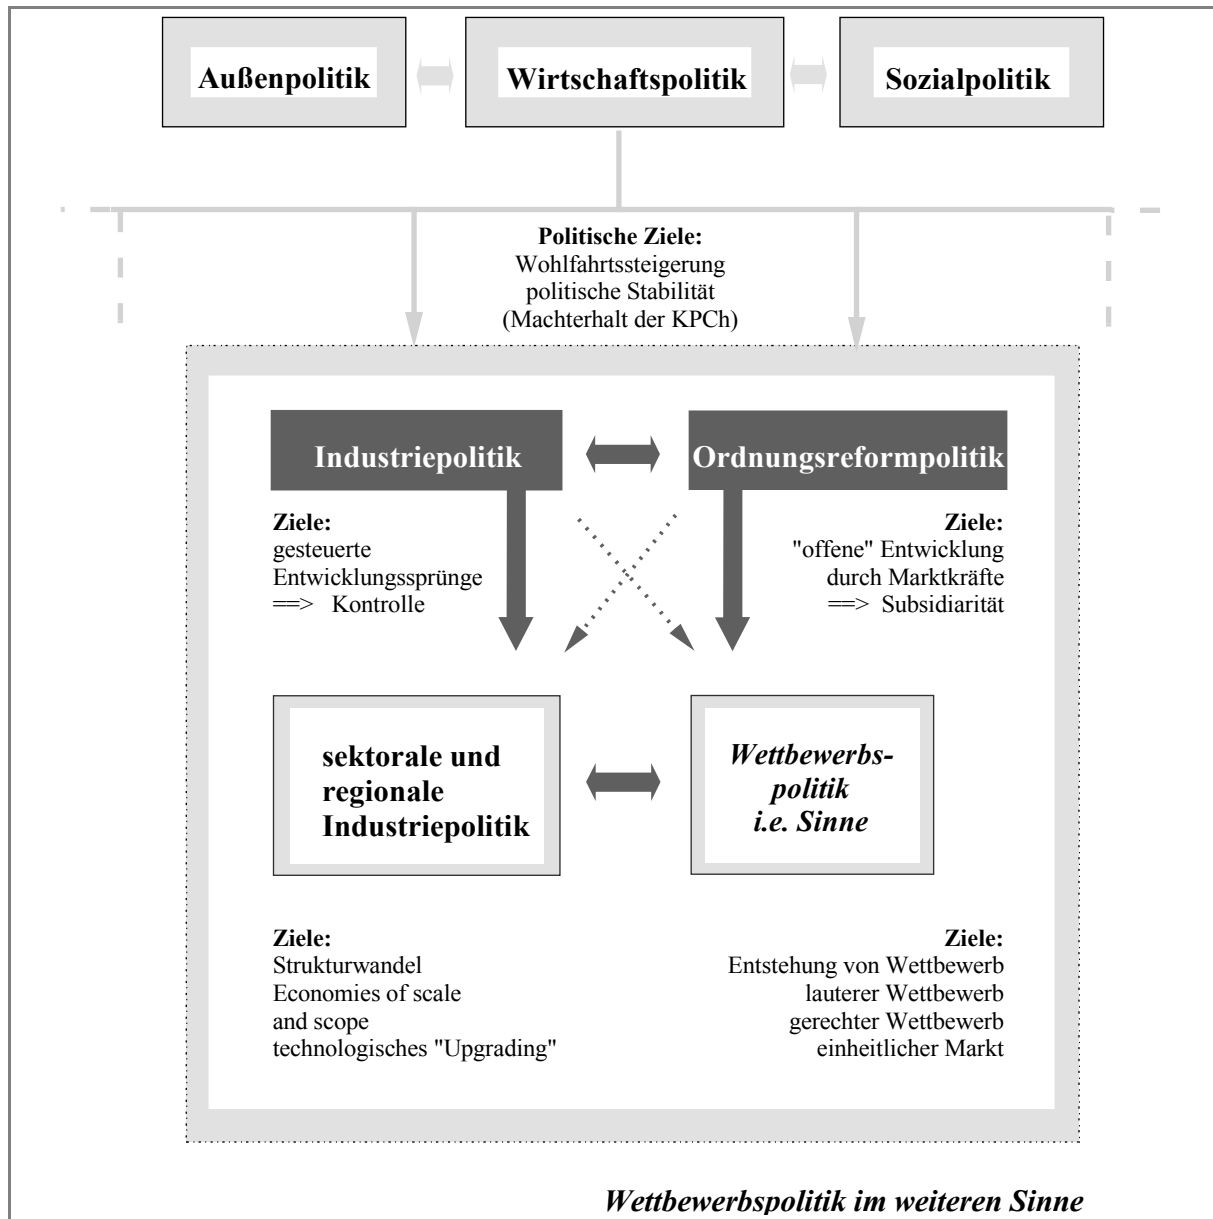 Außenpolitik
Wirtschaftspolitik
Sozialpolitik
Politische Ziele:
Wohlfahrtssteigerung
politische Stabilität
(Machterhalt der KPCh)
Industriepolitik
Ordnungsreformpolitik
Ziele:
gesteuerte
Entwicklungssprünge
==> Kontrolle
Ziele:
"offene" Entwicklung
durch Marktkräfte
==> Subsidiarität
sektorale und
regionale
Industriepolitik
Wettbewerbs-
politik
i.e. Sinne
Ziele:
Strukturwandel
Economies of scale
and scope
technologisches "Upgrading"
Ziele:
Entstehung von Wettbewerb
lauterer Wettbewerb
gerechter Wettbewerb
einheitlicher Markt
Wettbewerbspolitik im weiteren Sinne